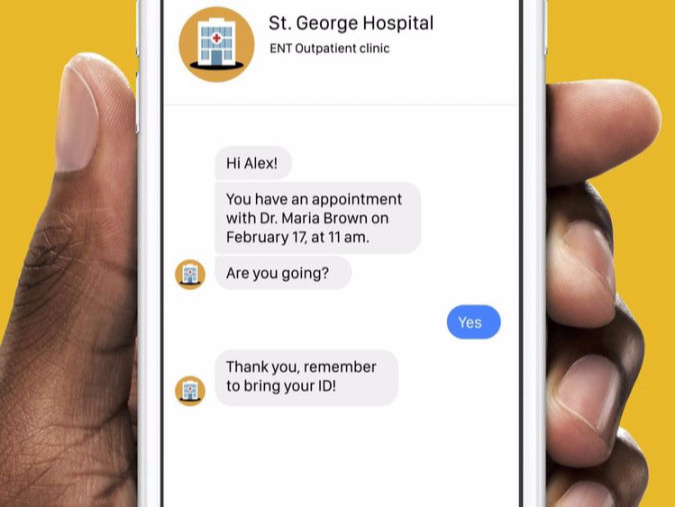 St. George Hospital
ENT Outpatient clinic
Hi Alex!
You have an appointment
with Dr. Maria Brown on
February 17, at 11 am.
Are you going?
Yes
Thank you, remember
to bring your ID!